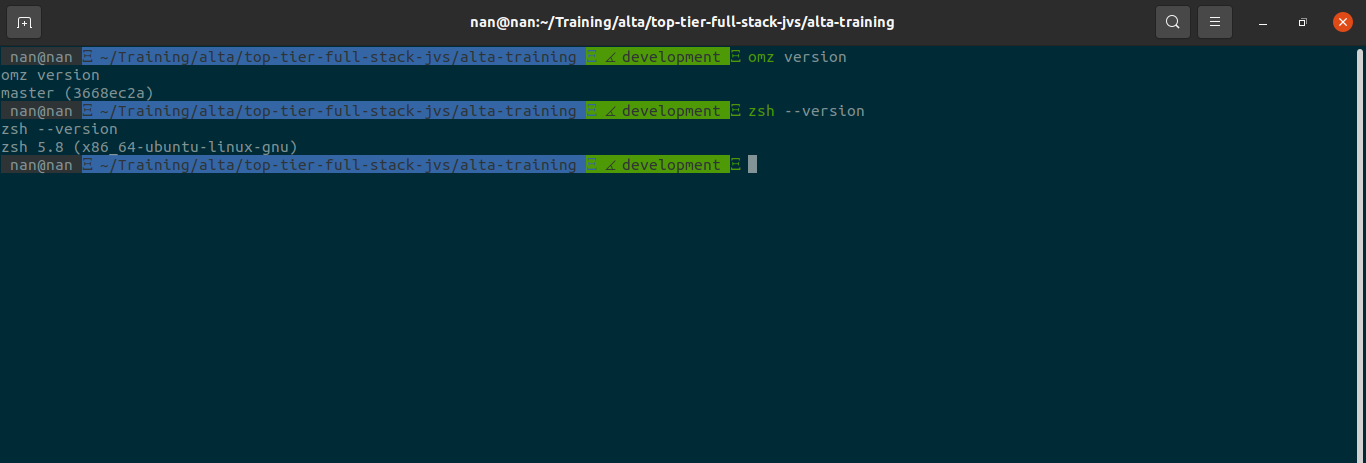 nan@nan:~/Training/alta/top-tier-full-stack-jvs/alta-training
nan@nan Ξ ~/Training/alta/top-tier-full-stack-jvs/alta-training Ξ ∡ development Ξ omz version
omz version
master (3668ec2a)
nan@nan Ξ ~/Training/alta/top-tier-full-stack-jvs/alta-training Ξ ∡ development Ξ zsh --version
zsh --version
zsh 5.8 (x86_64-ubuntu-linux-gnu)
nan@nan Ξ ~/Training/alta/top-tier-full-stack-jvs/alta-training Ξ ∡ development Ξ